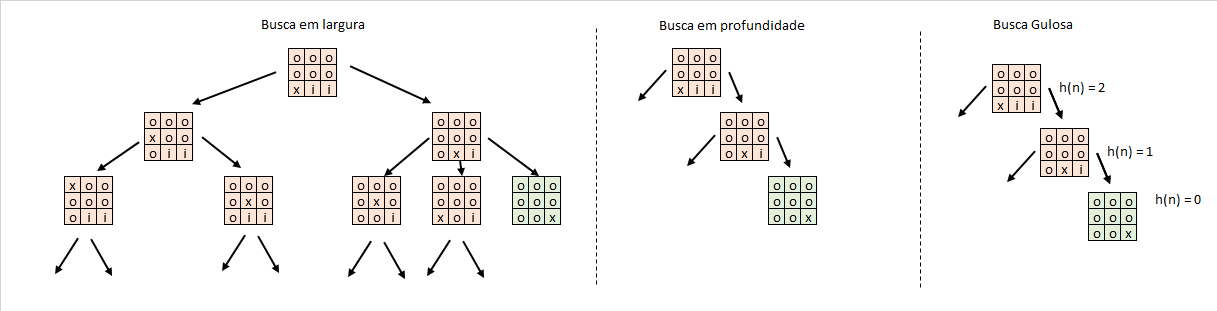 Busca em largura
o o o
o o o
x i i
o o o
x o o
o i i
o o o
o o o
o x i
x o o
o o o
o i i
o o o
o x o
o i i
o o o
o x o
o o i
o o o
o o o
x o i
o o o
o o o
o o x
Busca em profundidade
o o o
o o o
x i i
o o o
o o o
o x i
o o o
o o o
o o x
Busca Gulosa
o o o
o o o
x i i
h(n) = 2
o o o
o o o
o x i
h(n) = 1
o o o
o o o
o o x
h(n) = 0